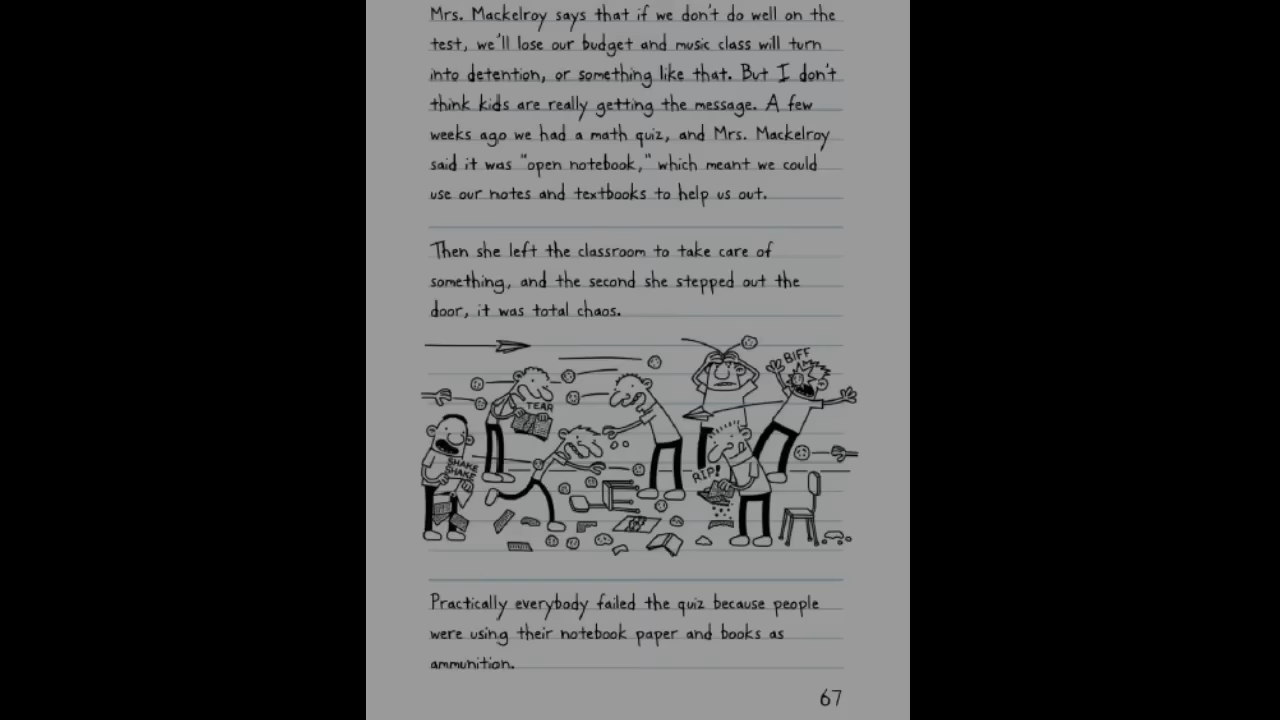 Mrs. Mackelroy says that if we don't do well on the
test, we'll lose our budget and music class will turn
into detention, or something like that. But I don't
think kids are really getting the message. A few
weeks ago we had a math quiz, and Mrs. Mackelroy
said it was "open notebook," which meant we could
use our notes and textbooks to help us out.
Then she left the classroom to take care of
something, and the second she stepped out the
door, it was total chaos.
BIFF
TEAR
SHAKE
SHAKE
RIP!
Practically everybody failed the quiz because people
were using their notebook paper and books as
ammunition.
67